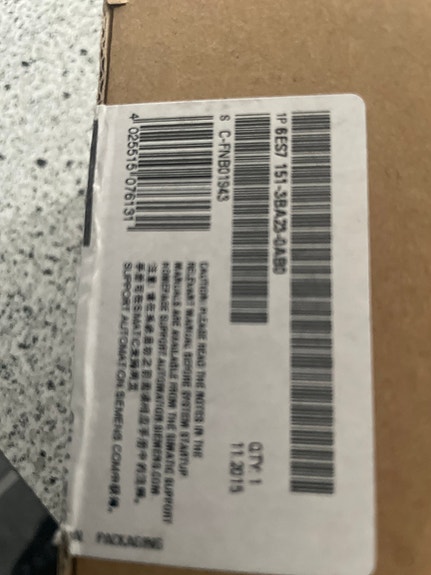 1P 6ES7 151-3BA23-0AB0
S C-FNB01943
QTY: 1
11.2015
4 025515 076131
CAUTION: PLEASE READ THE NOTES IN THE
RELEVANT MANUAL BEFORE SYSTEM STARTUP
MANUALS ARE AVAILABLE FROM THE SIMATIC SUPPORT
HOMEPAGE SUPPORT.AUTOMATION.SIEMENS.COM
SUPPORT.AUTOMATION.SIEMENS.COM
PACKAGING